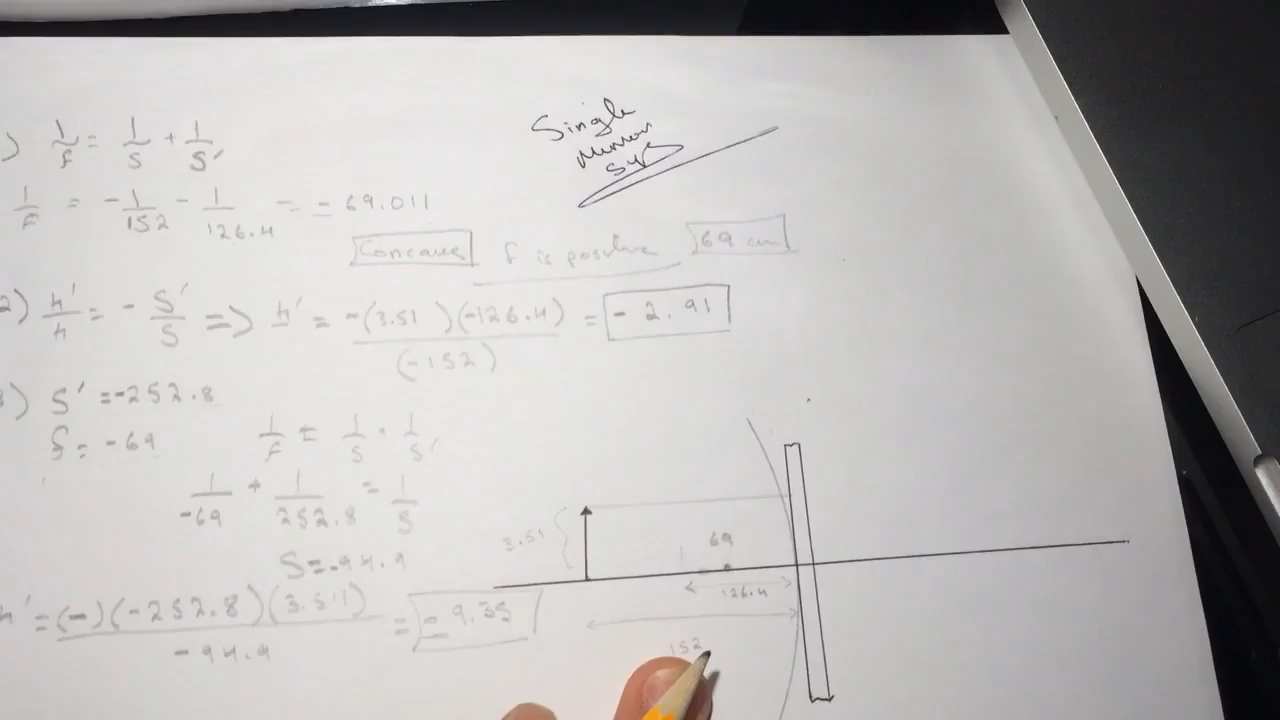 Single
mirror
sys
) 1/f = 1/s + 1/s'
1/f = -1/152 - 1/126.4 = - 69.011
Concave f is positive 69 cm
2) h'/h = - s'/s => h' = -(3.51)(-126.4)/(-152) = - 2.91
) s' = -252.8
f = -69 1/f = 1/s + 1/s'
1/-69 + 1/252.8 = 1/s
s = -94.9
h' = (-)(-252.8)(3.511)/-94.9 = - 9.35
3.51
69
126.4
152